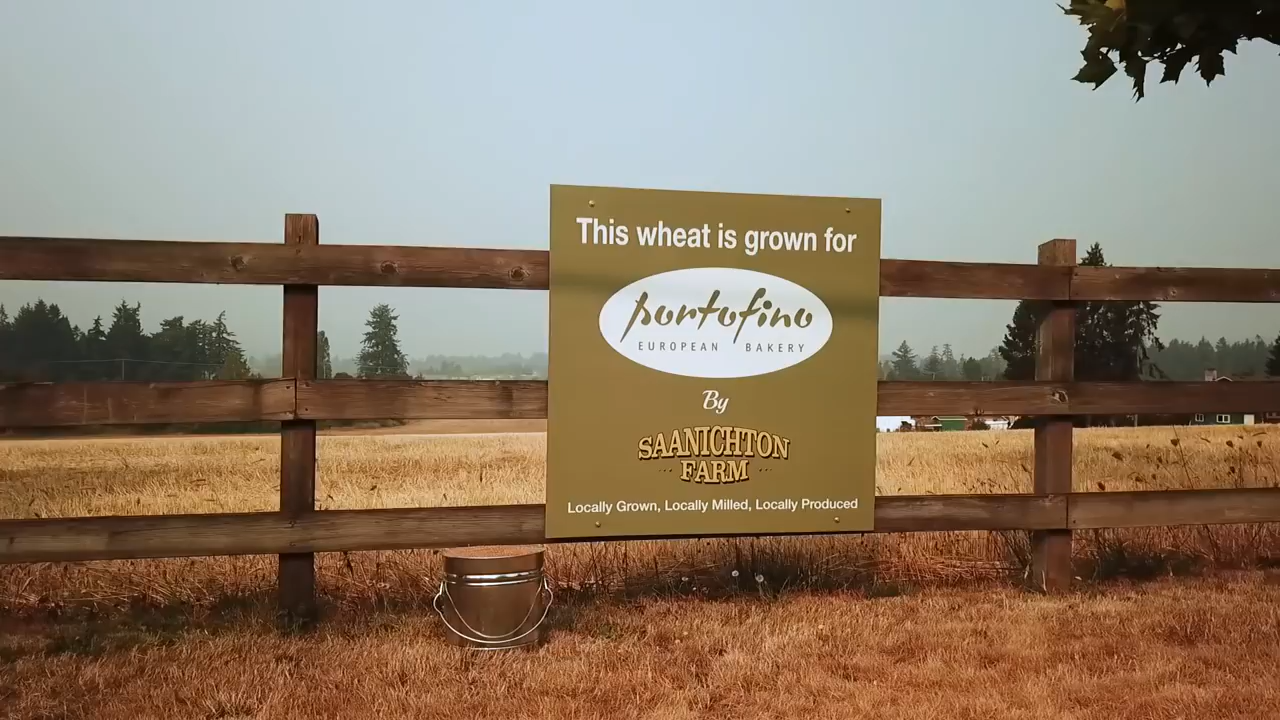 This wheat is grown for
portofino
EUROPEAN BAKERY
By
SAANICHTON
FARM
Locally Grown, Locally Milled, Locally Produced